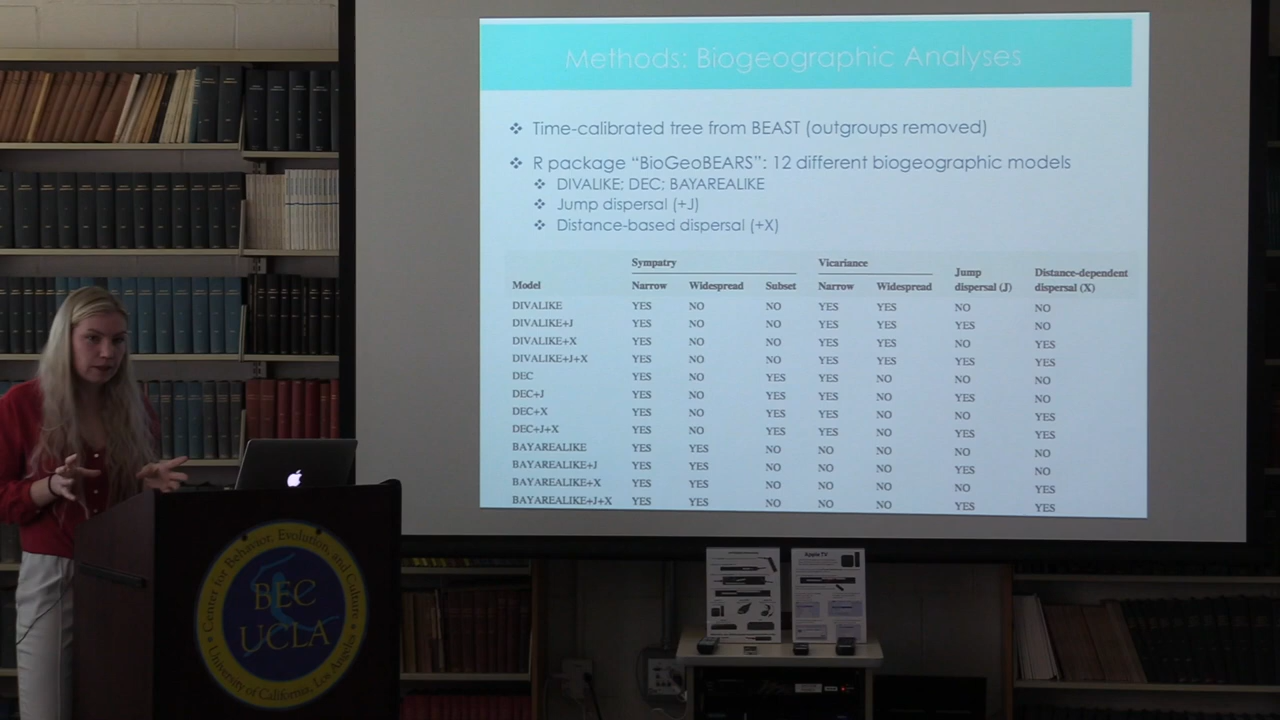 Methods: Biogeographic Analyses
❖ Time-calibrated tree from BEAST (outgroups removed)
❖ R package “BioGeoBEARS”: 12 different biogeographic models
❖ DIVALIKE; DEC; BAYAREALIKE
❖ Jump dispersal (+J)
❖ Distance-based dispersal (+X)
Sympatry Vicariance Jump Distance-dependent
Model Narrow Widespread Subset Narrow Widespread dispersal (J) dispersal (X)
DIVALIKE YES NO NO YES YES NO NO
DIVALIKE+J YES NO NO YES YES YES NO
DIVALIKE+X YES NO NO YES YES NO YES
DIVALIKE+J+X YES NO NO YES YES YES YES
DEC YES NO YES YES NO NO NO
DEC+J YES NO YES YES NO YES NO
DEC+X YES NO YES YES NO NO YES
DEC+J+X YES NO YES YES NO YES YES
BAYAREALIKE YES YES NO NO NO NO NO
BAYAREALIKE+J YES YES NO NO NO YES NO
BAYAREALIKE+X YES YES NO NO NO NO YES
BAYAREALIKE+J+X YES YES NO NO NO YES YES
Center for Behavior, Evolution, and Culture
BEC
UCLA
University of California, Los Angeles
Apple TV